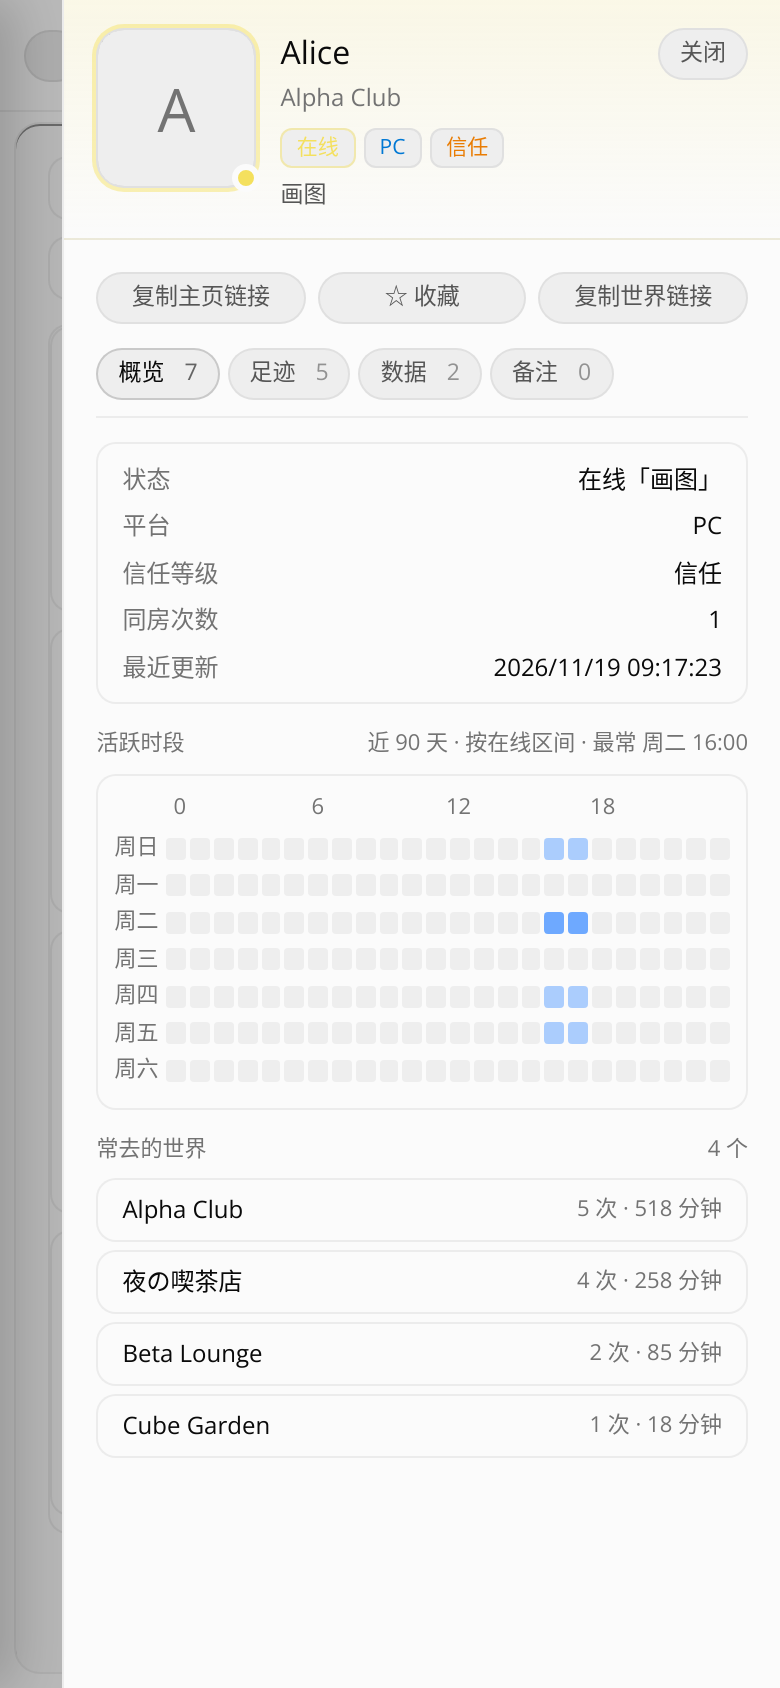 A
Alice
关闭
Alpha Club
在线 PC 信任
画图
复制主页链接 ☆ 收藏 复制世界链接
概览 7 足迹 5 数据 2 备注 0
状态 在线「画图」
平台 PC
信任等级 信任
同房次数 1
最近更新 2026/11/19 09:17:23
活跃时段 近 90 天 · 按在线区间 · 最常 周二 16:00
0 6 12 18
周日
周一
周二
周三
周四
周五
周六
常去的世界 4 个
Alpha Club 5 次 · 518 分钟
夜の喫茶店 4 次 · 258 分钟
Beta Lounge 2 次 · 85 分钟
Cube Garden 1 次 · 18 分钟